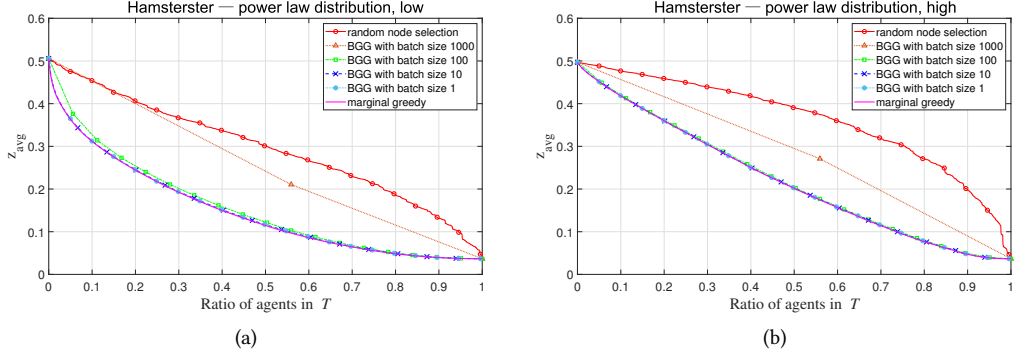 Hamsterster — power law distribution, low
0.6
0.5
0.4
0.3
0.2
0.1
0
z avg
random node selection
BGG with batch size 1000
BGG with batch size 100
BGG with batch size 10
BGG with batch size 1
marginal greedy
0 0.1 0.2 0.3 0.4 0.5 0.6 0.7 0.8 0.9 1
Ratio of agents in T
(a)
Hamsterster — power law distribution, high
0.6
0.5
0.4
0.3
0.2
0.1
0
z avg
random node selection
BGG with batch size 1000
BGG with batch size 100
BGG with batch size 10
BGG with batch size 1
marginal greedy
0 0.1 0.2 0.3 0.4 0.5 0.6 0.7 0.8 0.9 1
Ratio of agents in T
(b)